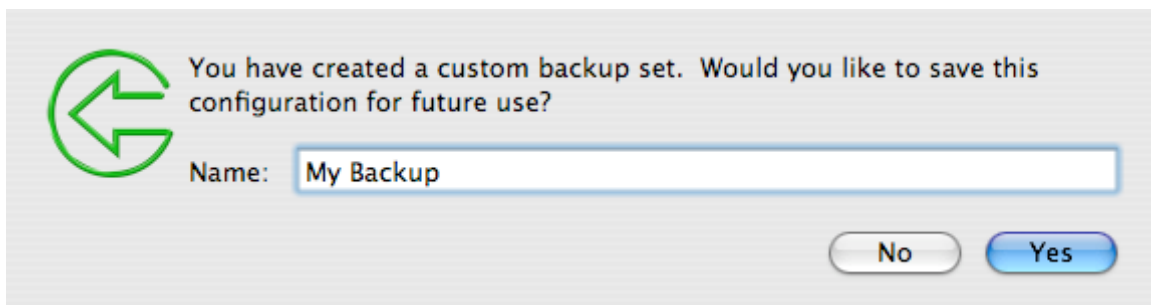 You have created a custom backup set.  Would you like to save this
configuration for future use?
Name: My Backup
No Yes